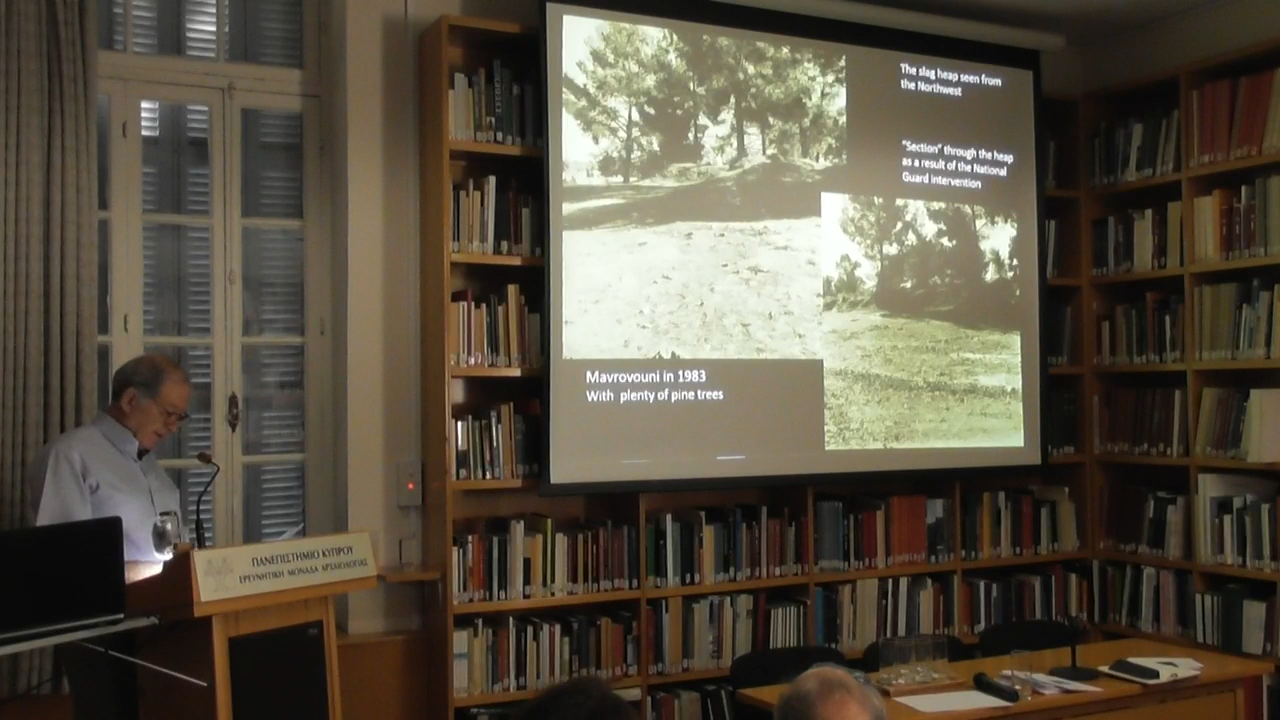 The slag heap seen from
the Northwest
"Section" through the heap
as a result of the National
Guard intervention
Mavrovouni in 1983
With plenty of pine trees
ΠΑΝΕΠΙΣΤΗΜΙΟ ΚΥΠΡΟΥ
ΕΡΕΥΝΗΤΙΚΗ ΜΟΝΑΔΑ ΑΡΧΑΙΟΛΟΓΙΑΣ